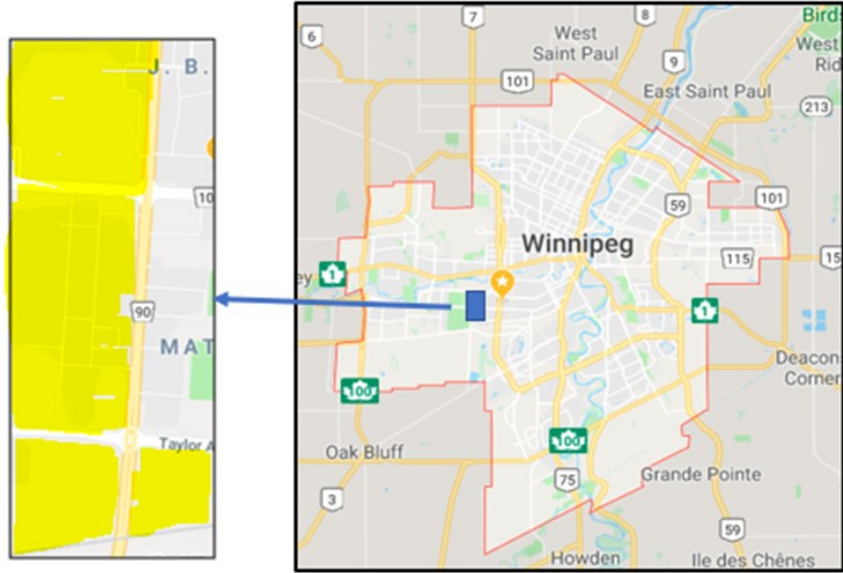 J. B.
10
90
MAT
Taylor A
7
8
6
West
Saint Paul
Birds
9
West
Rid
101
East Saint Paul
213
59
101
Winnipeg
115
ey
1
15
1
Deacons
Corner
100
Oak Bluff
100
Grande Pointe
75
3
59
Howden
Ile des Chênes